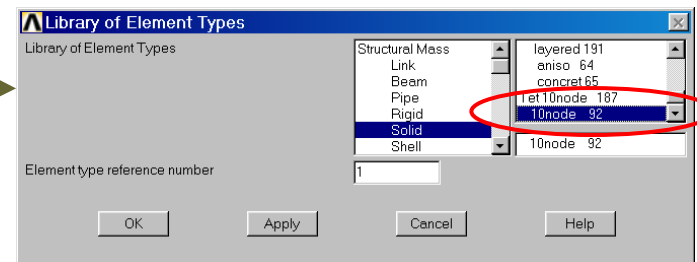 Library of Element Types
Library of Element Types
Structural Mass
Link
Beam
Pipe
Rigid
Solid
Shell
layered 191
aniso 64
concret 65
Tet 10node 187
10node 92
10node 92
Element type reference number
1
OK
Apply
Cancel
Help